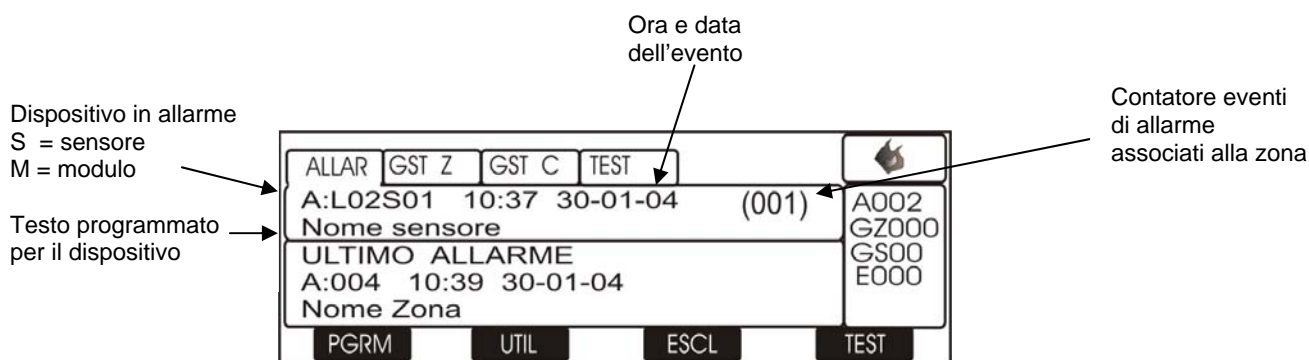 Ora e data
dell'evento
Dispositivo in allarme
S = sensore
M = modulo
Testo programmato
per il dispositivo
Contatore eventi
di allarme
associati alla zona
ALLAR GST Z GST C TEST
A:L02S01 10:37 30-01-04 (001)
Nome sensore
ULTIMO ALLARME
A:004 10:39 30-01-04
Nome Zona
A002
GZ000
GS00
E000
PGRM UTIL ESCL TEST